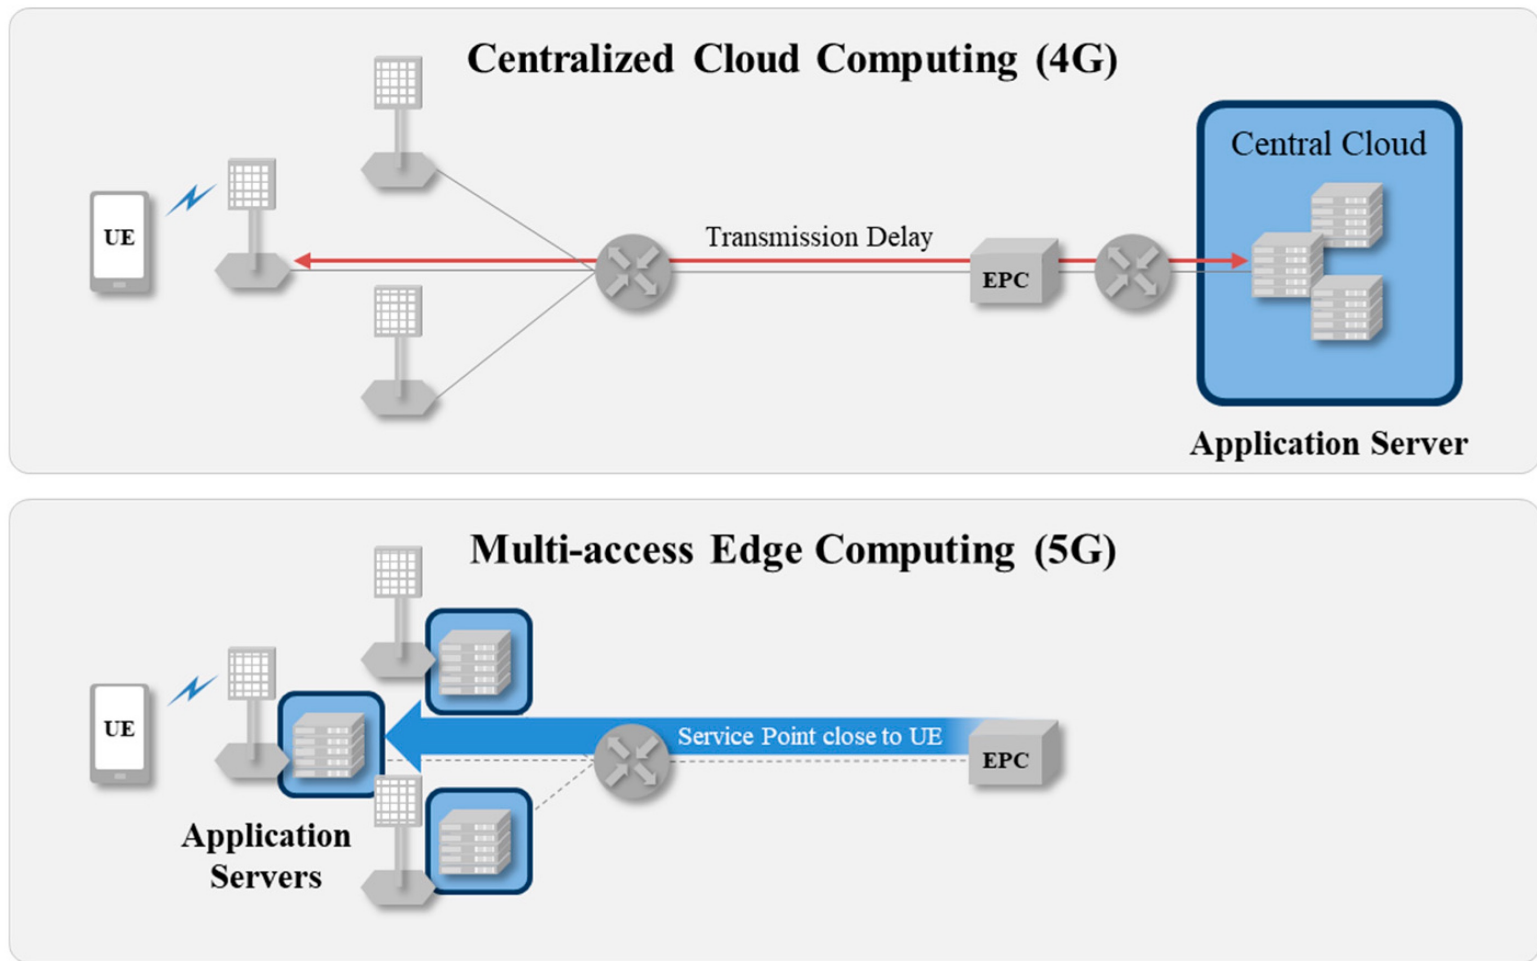 Centralized Cloud Computing (4G)
Central Cloud
UE
Transmission Delay
EPC
Application Server
Multi-access Edge Computing (5G)
UE
Service Point close to UE
EPC
Application
Servers